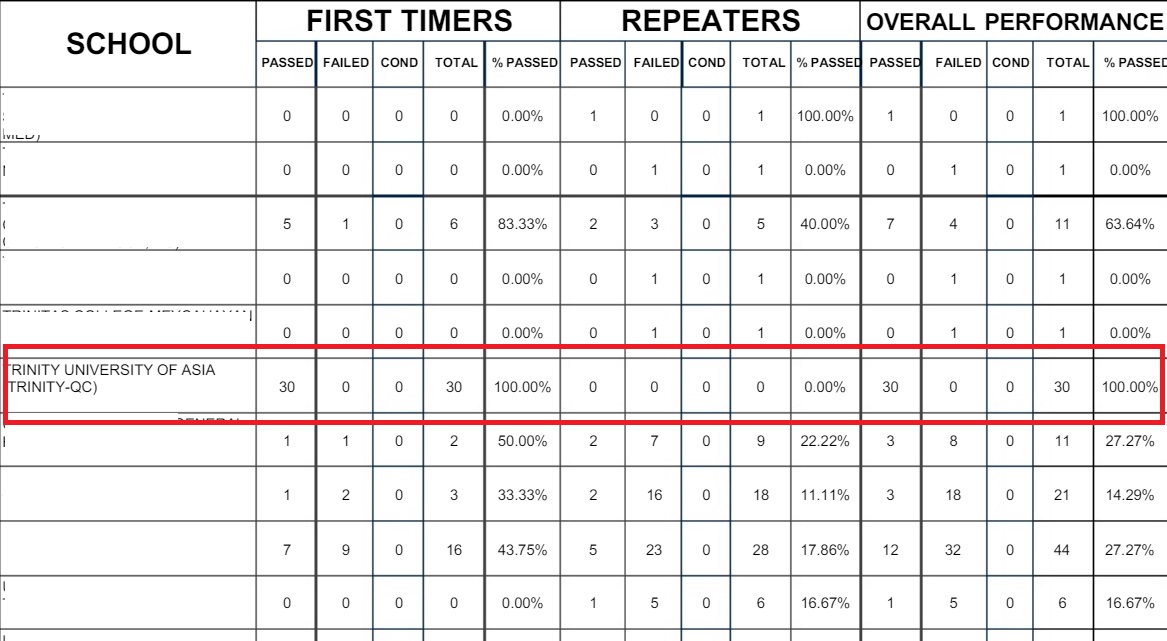 SCHOOL FIRST TIMERS REPEATERS OVERALL PERFORMANCE
PASSED FAILED COND TOTAL % PASSED PASSED FAILED COND TOTAL % PASSED PASSED FAILED COND TOTAL % PASSED
MED) 0 0 0 0 0.00% 1 0 0 1 100.00% 1 0 0 1 100.00%
0 0 0 0 0.00% 0 1 0 1 0.00% 0 1 0 1 0.00%
5 1 0 6 83.33% 2 3 0 5 40.00% 7 4 0 11 63.64%
0 0 0 0 0.00% 0 1 0 1 0.00% 0 1 0 1 0.00%
0 0 0 0 0.00% 0 1 0 1 0.00% 0 1 0 1 0.00%
TRINITY UNIVERSITY OF ASIA
(TRINITY-QC) 30 0 0 30 100.00% 0 0 0 0 0.00% 30 0 0 30 100.00%
1 1 0 2 50.00% 2 7 0 9 22.22% 3 8 0 11 27.27%
1 2 0 3 33.33% 2 16 0 18 11.11% 3 18 0 21 14.29%
7 9 0 16 43.75% 5 23 0 28 17.86% 12 32 0 44 27.27%
0 0 0 0 0.00% 1 5 0 6 16.67% 1 5 0 6 16.67%